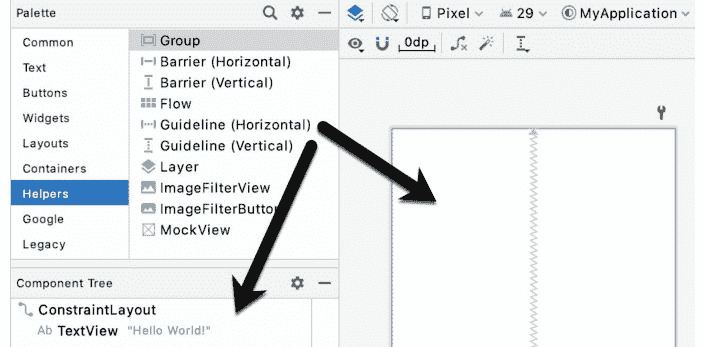 Palette
Pixel
29
MyApplication
0dp
Common
Text
Buttons
Widgets
Layouts
Containers
Helpers
Google
Legacy
Group
Barrier (Horizontal)
Barrier (Vertical)
Flow
Guideline (Horizontal)
Guideline (Vertical)
Layer
ImageFilterView
ImageFilterButton
MockView
Component Tree
ConstraintLayout
Ab TextView "Hello World!"